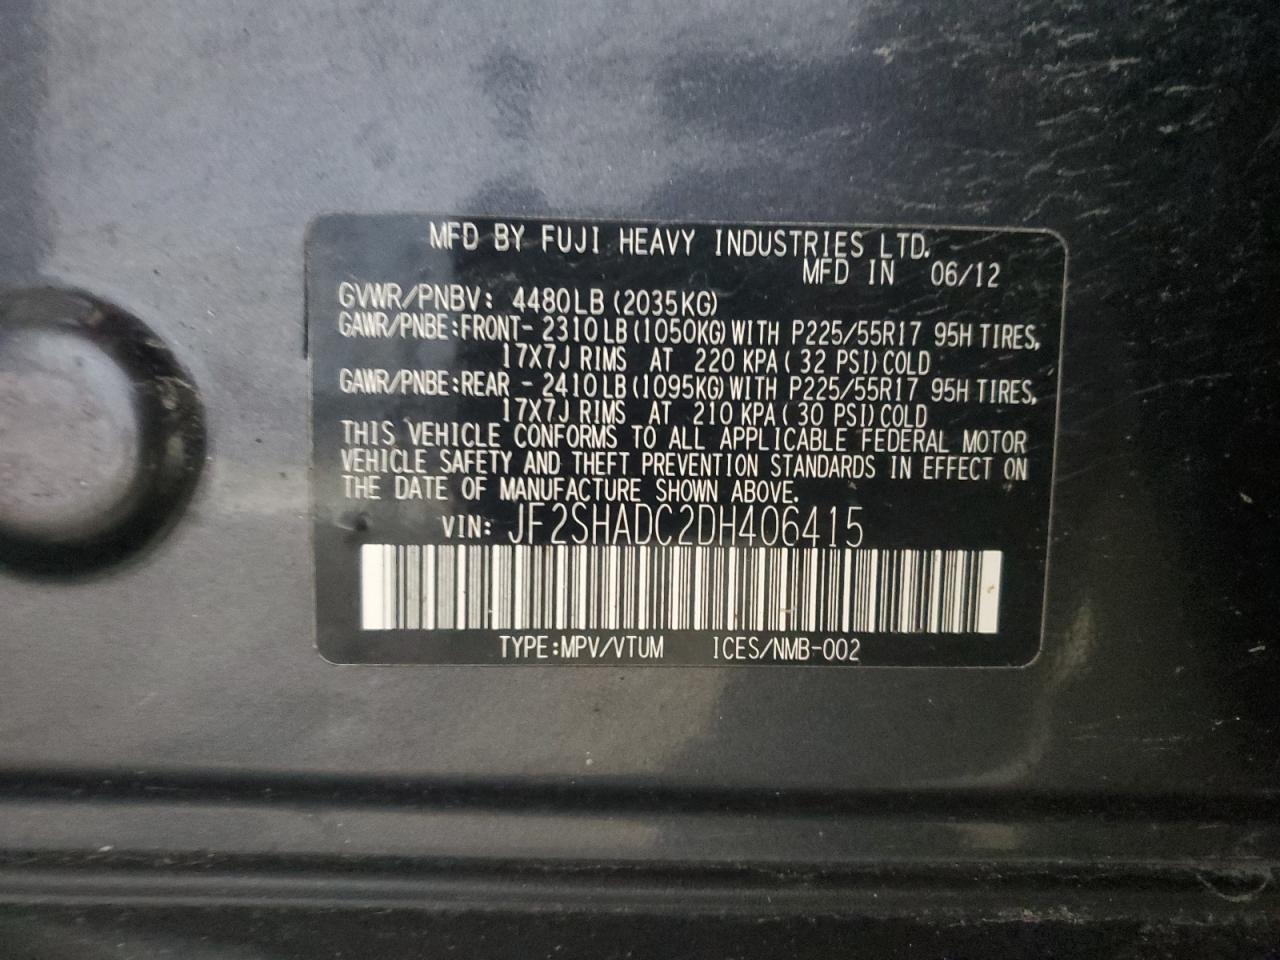 MFD BY FUJI HEAVY INDUSTRIES LTD.
MFD IN 06/12
GVWR/PNBV: 4480LB (2035KG)
GAWR/PNBE:FRONT- 2310LB (1050KG) WITH P225/55R17 95H TIRES,
17X7J RIMS AT 220 KPA ( 32 PSI) COLD
GAWR/PNBE:REAR - 2410LB (1095KG) WITH P225/55R17 95H TIRES,
17X7J RIMS AT 210 KPA ( 30 PSI) COLD
THIS VEHICLE CONFORMS TO ALL APPLICABLE FEDERAL MOTOR
VEHICLE SAFETY AND THEFT PREVENTION STANDARDS IN EFFECT ON
THE DATE OF MANUFACTURE SHOWN ABOVE.
VIN: JF2SHADC2DH406415
TYPE:MPV/VTUM ICES/NMB-002